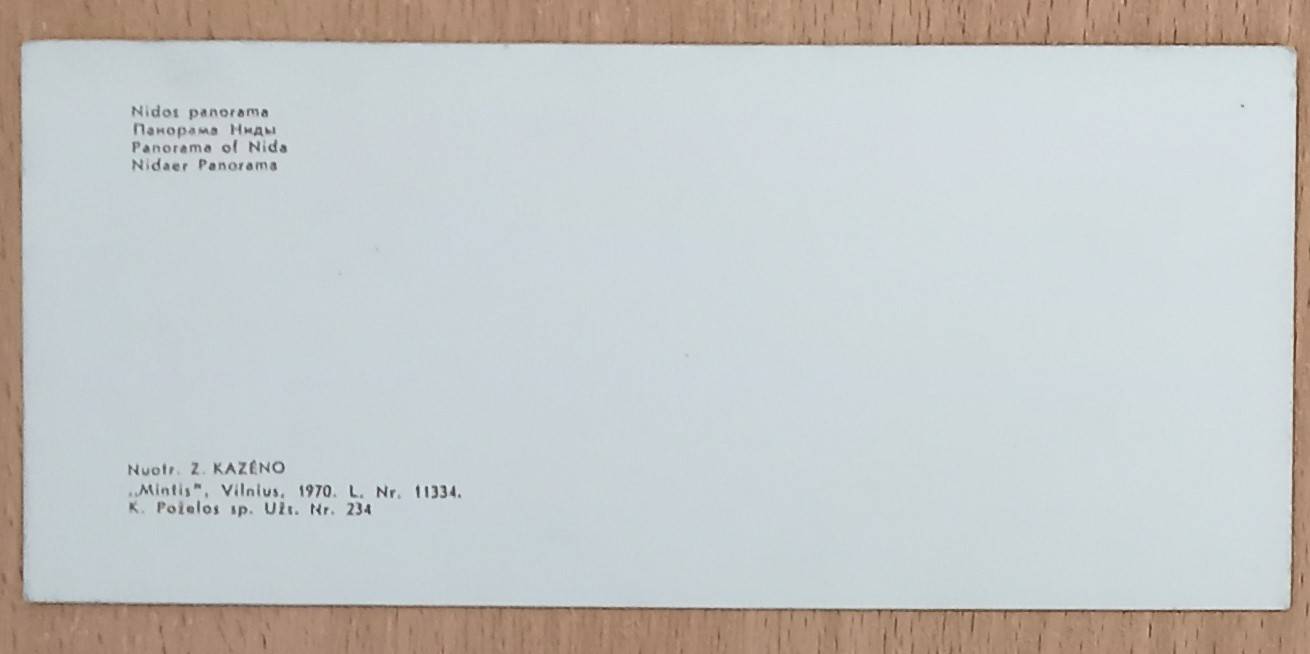 Nidos panorama
Панорама Ниды
Panorama of Nida
Nidaer Panorama
Nuotr. Z. KAZĖNO
„Mintis“, Vilnius, 1970. L. Nr. 11334.
K. Poželos sp. Užs. Nr. 234